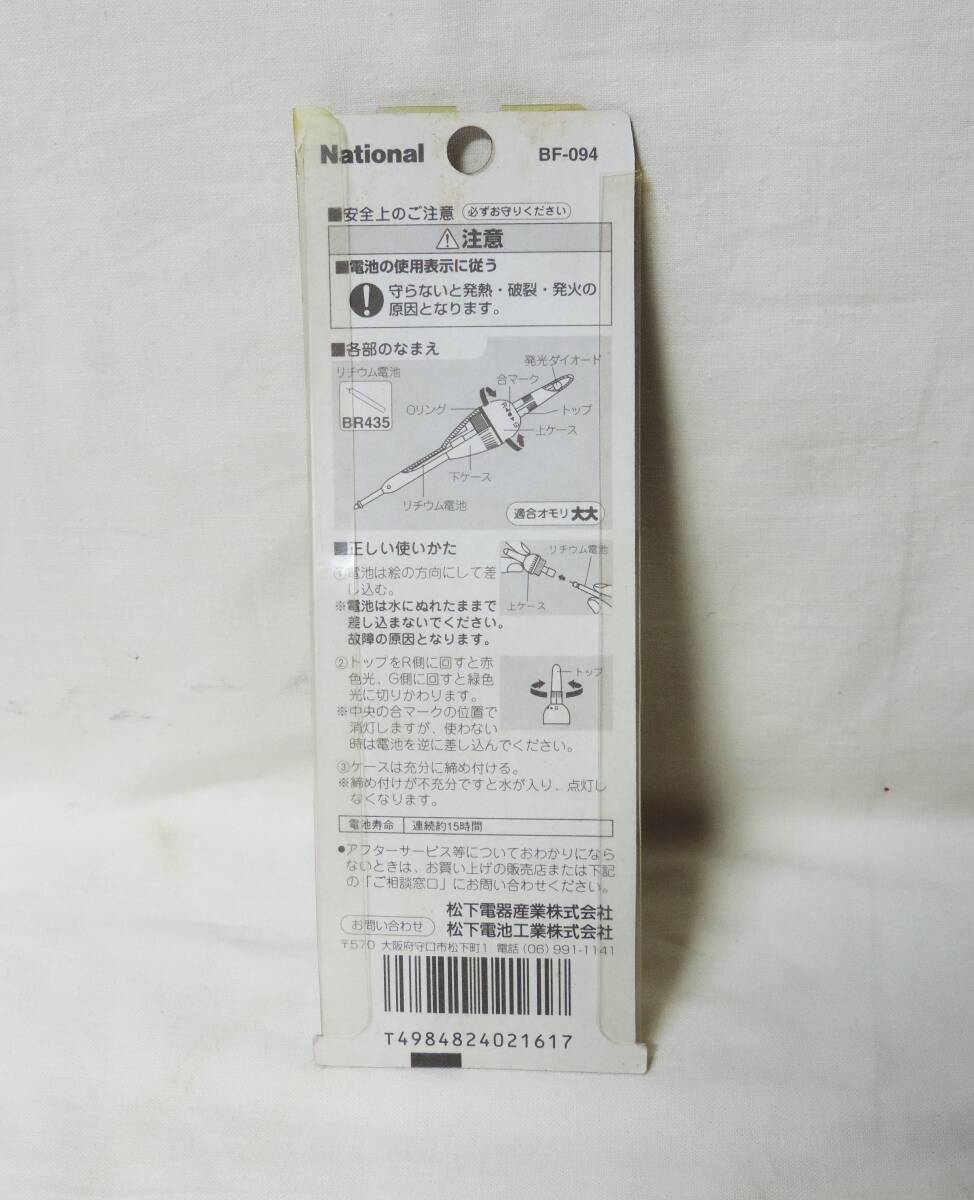 National
BF-094
■安全上のご注意 必ずお守りください
⚠注意
■電池の使用表示に従う
守らないと発熱・破裂・発火の
原因となります。
■各部のなまえ
リチウム電池
BR435
発光ダイオード
合マーク
Oリング
トップ
上ケース
下ケース
リチウム電池
適合オモリ大大
■正しい使いかた
リチウム電池
上ケース
①電池は絵の方向にして差
し込む。
※電池は水にぬれたままで
差し込まないでください。
故障の原因となります。
②トップをR側に回すと赤
色光、G側に回すと緑色
光に切りかわります。
トップ
※中央の合マークの位置で
消灯しますが、使わない
時は電池を逆に差し込んでください。
③ケースは充分に締め付ける。
※締め付けが不充分ですと水が入り、点灯し
なくなります。
電池寿命 連続約15時間
●アフターサービス等についておわかりになら
ないときは、お買い上げの販売店または下記
の「ご相談窓口」にお問い合わせください。
お問い合わせ
松下電器産業株式会社
松下電池工業株式会社
〒570 大阪府守口市松下町1 電話(06)991-1141
T4984824021617